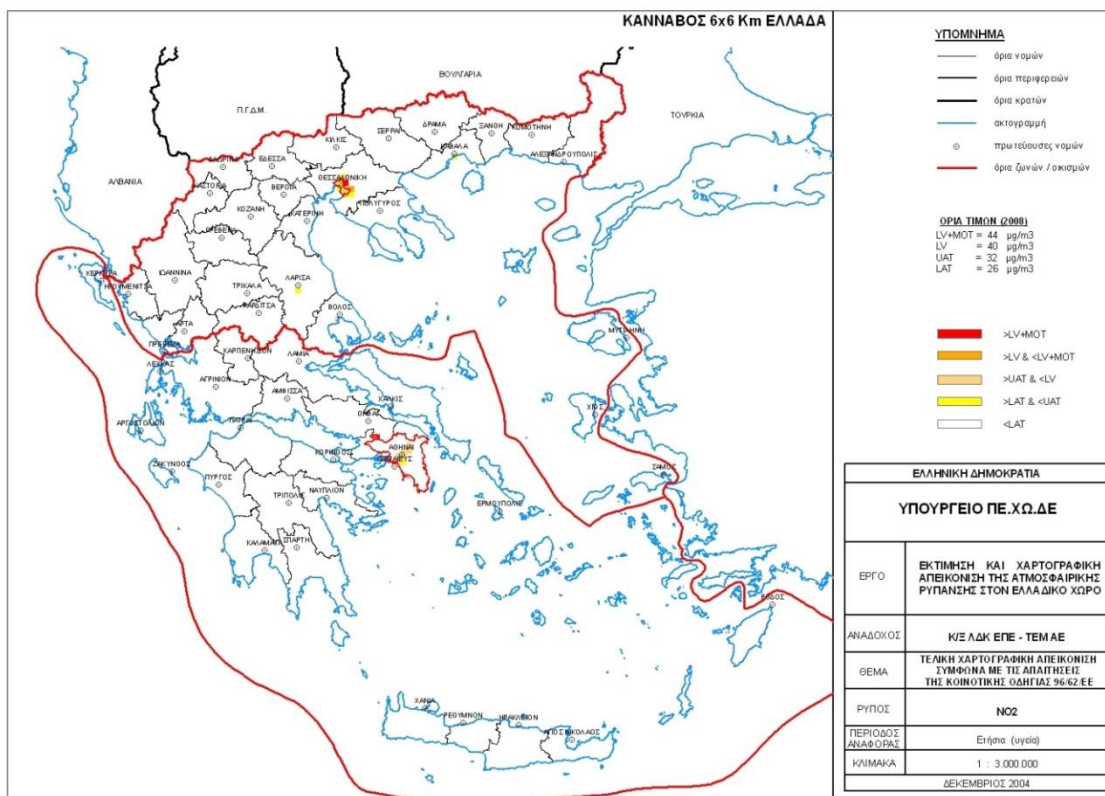 ΚΑΝΝΑΒΟΣ 6x6 Km ΕΛΛΑΔΑ
ΒΟΥΛΓΑΡΙΑ
Π.Γ.Δ.Μ.
ΤΟΥΡΚΙΑ
ΑΛΒΑΝΙΑ
ΔΡΑΜΑ
ΞΑΝΘΗ
ΚΟΜΟΤΗΝΗ
ΣΕΡΡΑΙ
ΚΙΛΚΙΣ
ΚΑΒΑΛΑ
ΑΛΕΞΑΝΔΡΟΥΠΟΛΙΣ
ΕΔΕΣΣΑ
ΘΕΣΣΑΛΟΝΙΚΗ
ΒΕΡΟΙΑ
ΠΟΛΥΓΥΡΟΣ
ΚΟΖΑΝΗ
ΚΑΤΕΡΙΝΗ
ΓΡΕΒΕΝΑ
ΚΕΡΚΥΡΑ
ΙΩΑΝΝΙΝΑ
ΗΓΟΥΜΕΝΙΤΣΑ
ΛΑΡΙΣΑ
ΤΡΙΚΑΛΑ
ΚΑΡΔΙΤΣΑ
ΒΟΛΟΣ
ΑΡΤΑ
ΜΥΤΙΛΗΝΗ
ΠΡΕΒΕΖΑ
ΚΑΡΠΕΝΗΣΙΟΝ
ΛΑΜΙΑ
ΛΕΥΚΑΣ
ΑΓΡΙΝΙΟΝ
ΑΜΦΙΣΣΑ
ΧΑΛΚΙΣ
ΧΙΟΣ
ΑΡΓΟΣΤΟΛΙΟΝ
ΠΑΤΡΑΙ
ΑΘΗΝΑΙ
ΚΟΡΙΝΘΟΣ
ΖΑΚΥΝΘΟΣ
ΣΑΜΟΣ
ΠΥΡΓΟΣ
ΝΑΥΠΛΙΟΝ
ΤΡΙΠΟΛΙΣ
ΕΡΜΟΥΠΟΛΙΣ
ΚΑΛΑΜΑΙ
ΣΠΑΡΤΗ
ΡΟΔΟΣ
ΧΑΝΙΑ
ΡΕΘΥΜΝΟΝ
ΗΡΑΚΛΕΙΟΝ
ΑΓΙΟΣ ΝΙΚΟΛΑΟΣ
ΥΠΟΜΝΗΜΑ
όρια νομών
όρια περιφερειών
όρια κρατών
ακτογραμμή
πρωτεύουσες νομών
όρια ζωνών / οικισμών
ΟΡΙΑ ΤΙΜΩΝ (2008)
LV+MOT = 44 μg/m3
LV = 40 μg/m3
UAT = 32 μg/m3
LAT = 26 μg/m3
>LV+MOT
>LV & <LV+MOT
>UAT & <LV
>LAT & <UAT
<LAT
ΕΛΛΗΝΙΚΗ ΔΗΜΟΚΡΑΤΙΑ
ΥΠΟΥΡΓΕΙΟ ΠΕ.ΧΩ.ΔΕ
ΕΡΓΟ
ΕΚΤΙΜΗΣΗ ΚΑΙ ΧΑΡΤΟΓΡΑΦΙΚΗ
ΑΠΕΙΚΟΝΙΣΗ ΤΗΣ ΑΤΜΟΣΦΑΙΡΙΚΗΣ
ΡΥΠΑΝΣΗΣ ΣΤΟΝ ΕΛΛΑΔΙΚΟ ΧΩΡΟ
ΑΝΑΔΟΧΟΣ
Κ/Ξ ΛΔΚ ΕΠΕ - ΤΕΜ ΑΕ
ΘΕΜΑ
ΤΕΛΙΚΗ ΧΑΡΤΟΓΡΑΦΙΚΗ ΑΠΕΙΚΟΝΙΣΗ
ΣΥΜΦΩΝΑ ΜΕ ΤΙΣ ΑΠΑΙΤΗΣΕΙΣ
ΤΗΣ ΚΟΙΝΟΤΙΚΗΣ ΟΔΗΓΙΑΣ 96/62/ΕΕ
ΡΥΠΟΣ
NO2
ΠΕΡΙΟΔΟΣ
ΑΝΑΦΟΡΑΣ
Ετήσια (υγεία)
ΚΛΙΜΑΚΑ
1 : 3.000.000
ΔΕΚΕΜΒΡΙΟΣ 2004